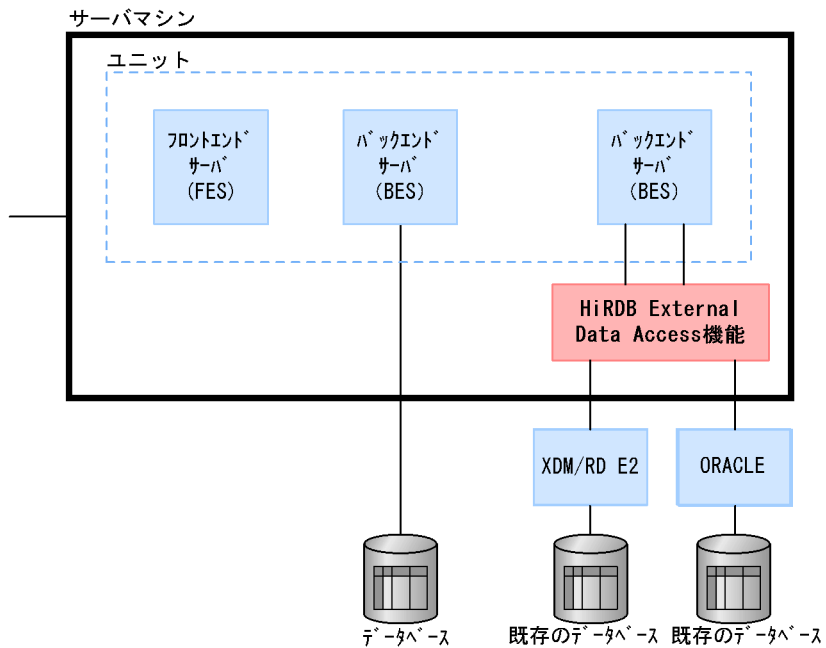 サーバマシン
ユニット
ﾌﾛﾝﾄｴﾝﾄﾞ
ｻｰﾊﾞ
(FES)
ﾊﾞｯｸｴﾝﾄﾞ
ｻｰﾊﾞ
(BES)
ﾊﾞｯｸｴﾝﾄﾞ
ｻｰﾊﾞ
(BES)
HiRDB External
Data Access機能
XDM/RD E2
ORACLE
ﾃﾞｰﾀﾍﾞｰｽ
既存のﾃﾞｰﾀﾍﾞｰｽ
既存のﾃﾞｰﾀﾍﾞｰｽ